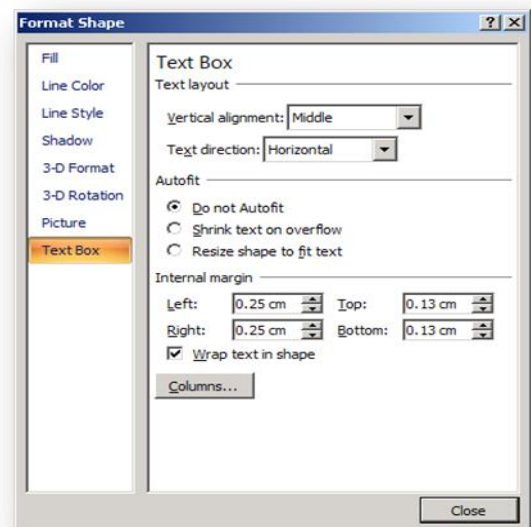 Format Shape
Fill
Line Color
Line Style
Shadow
3-D Format
3-D Rotation
Picture
Text Box
Text Box
Text layout
Vertical alignment: Middle
Text direction: Horizontal
Autofit
Do not Autofit
Shrink text on overflow
Resize shape to fit text
Internal margin
Left: 0.25 cm Top: 0.13 cm
Right: 0.25 cm Bottom: 0.13 cm
Wrap text in shape
Columns...
Close